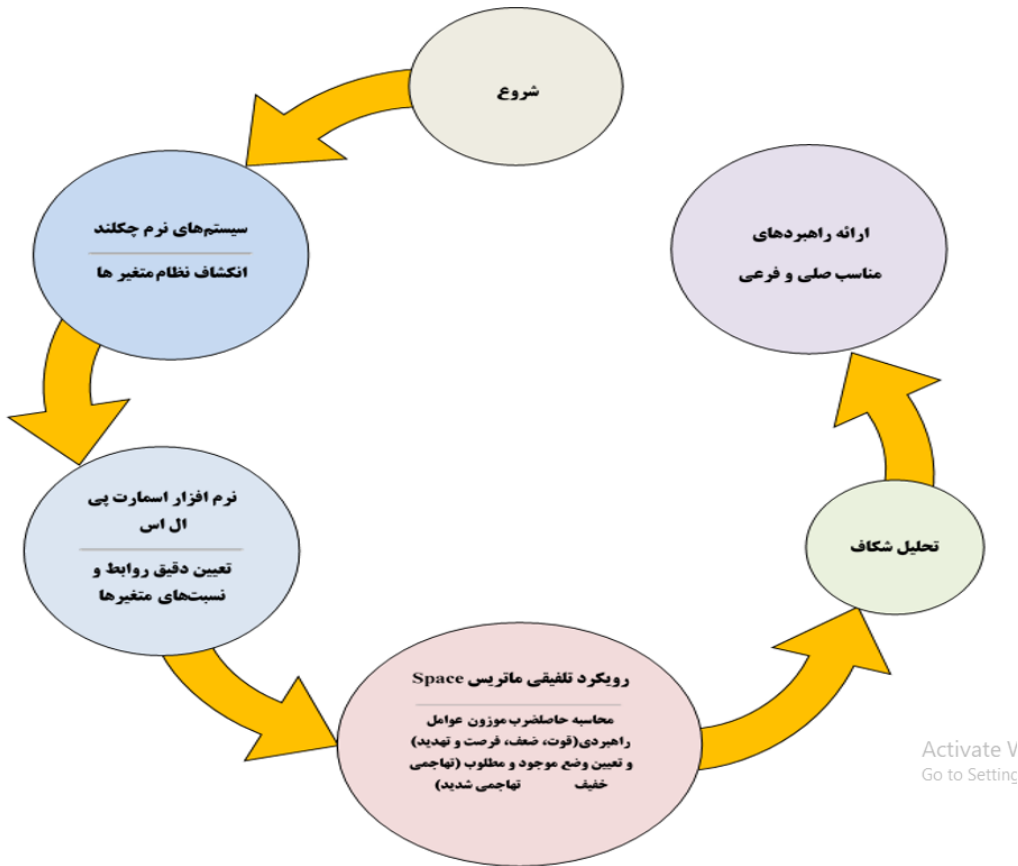 شروع
سیستم‌های نرم چکلند
انکشاف نظام متغیر ها
نرم افزار اسمارت پی
ال اس
تعیین دقیق روابط و
نسبت‌های متغیرها
رویکرد تلفیقی ماتریس Space
محاسبه حاصلضرب موزون عوامل
راهبردی(قوت، ضعف، فرصت و تهدید)
و تعیین وضع موجود و مطلوب (تهاجمی
خفیف تهاجمی شدید)
تحلیل شکاف
ارائه راهبردهای
مناسب صلی و فرعی
Activate W
Go to Setting